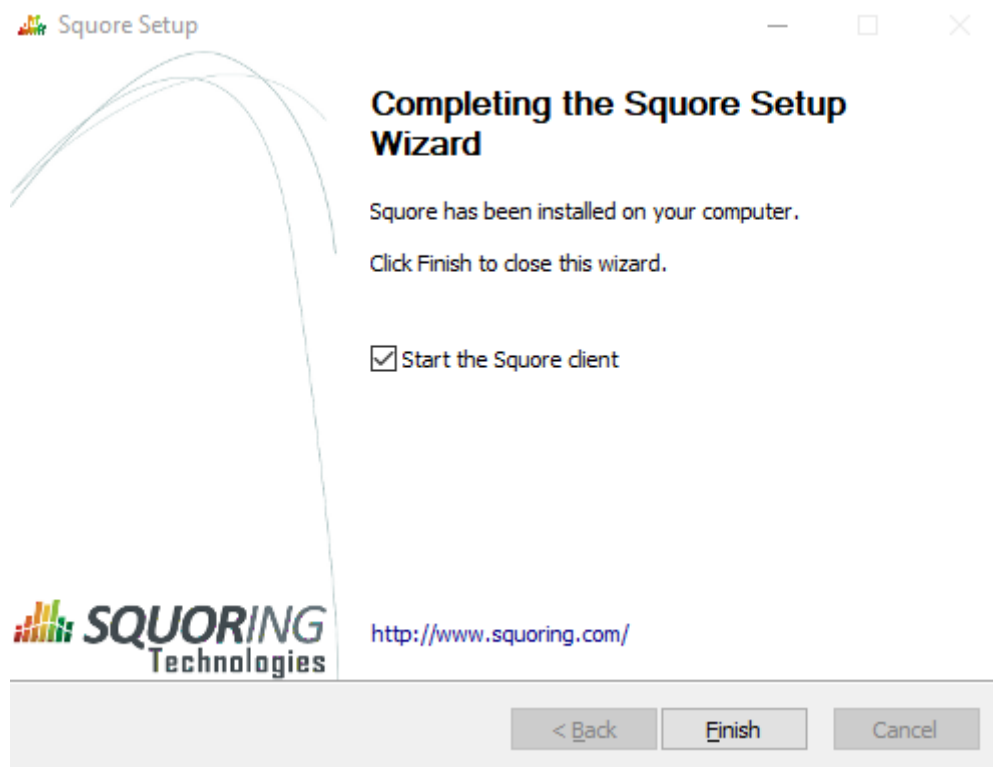 Squore Setup
Completing the Squore Setup
Wizard
Squore has been installed on your computer.
Click Finish to close this wizard.
Start the Squore client
SQUORING
Technologies
http://www.squoring.com/
< Back
Finish
Cancel